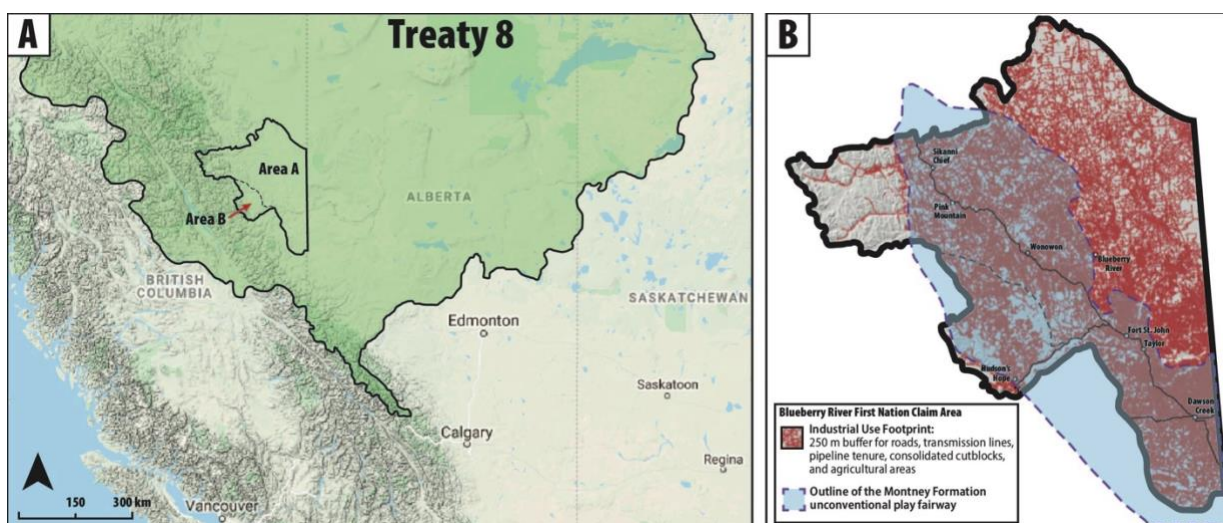 A
Treaty 8
Area A
Area B
ALBERTA
BRITISH
COLUMBIA
SASKATCHEWAN
Edmonton
Saskatoon
Calgary
Regina
Vancouver
150
300 km
B
Sikanni
Chief
Pink
Mountain
Wonowon
Blueberry
River
Fort St. John
Taylor
Hudson's
Hope
Dawson
Creek
Blueberry River First Nation Claim Area
Industrial Use Footprint:
250 m buffer for roads, transmission lines,
pipeline tenure, consolidated cutblocks,
and agricultural areas
Outline of the Montney Formation
unconventional play fairway